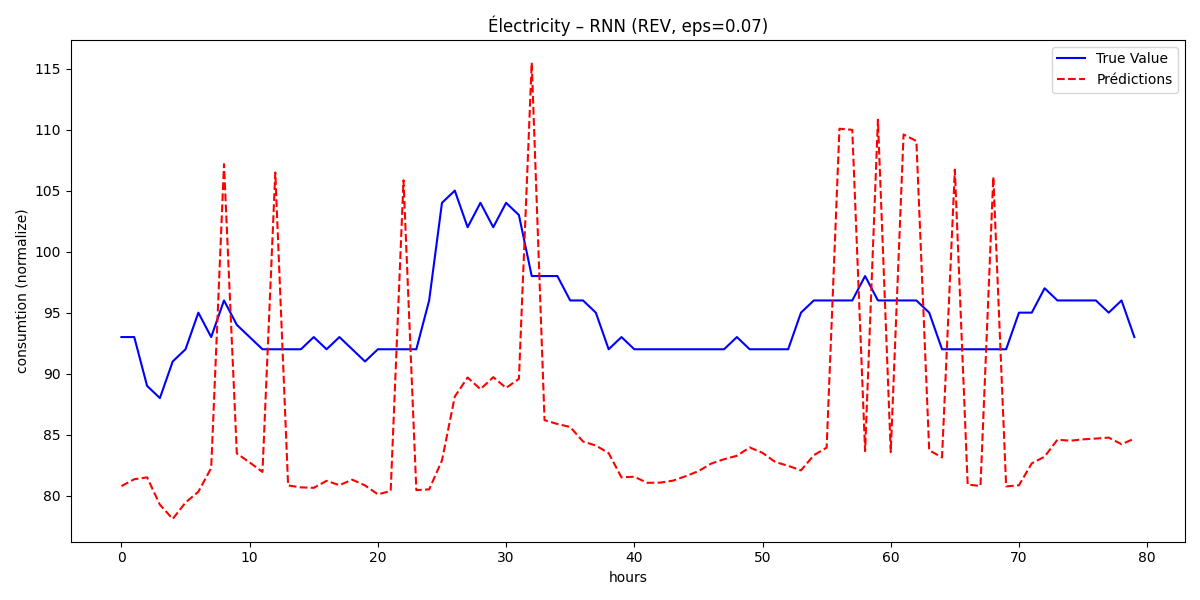 Électricity – RNN (REV, eps=0.07)
True Value
Prédictions
consumtion (normalize)
115
110
105
100
95
90
85
80
0 10 20 30 40 50 60 70 80
hours